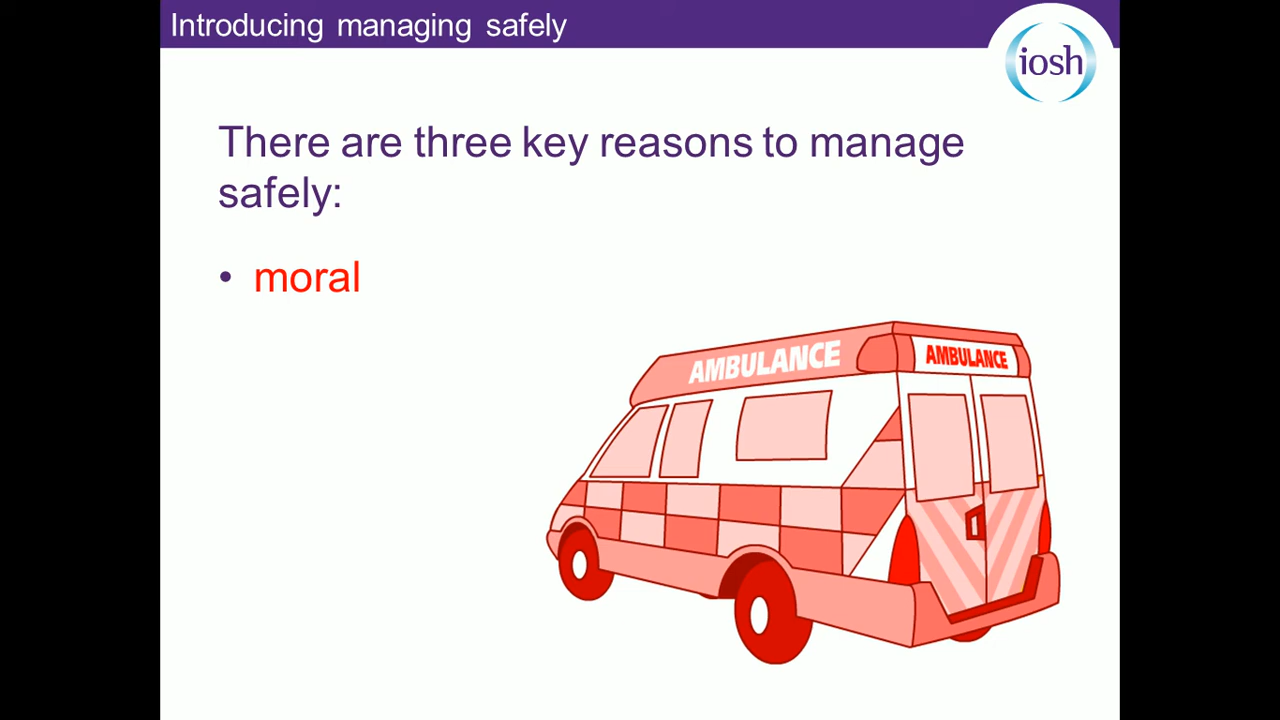 Introducing managing safely
iosh
There are three key reasons to manage
safely:
• moral
AMBULANCE
AMBULANCE